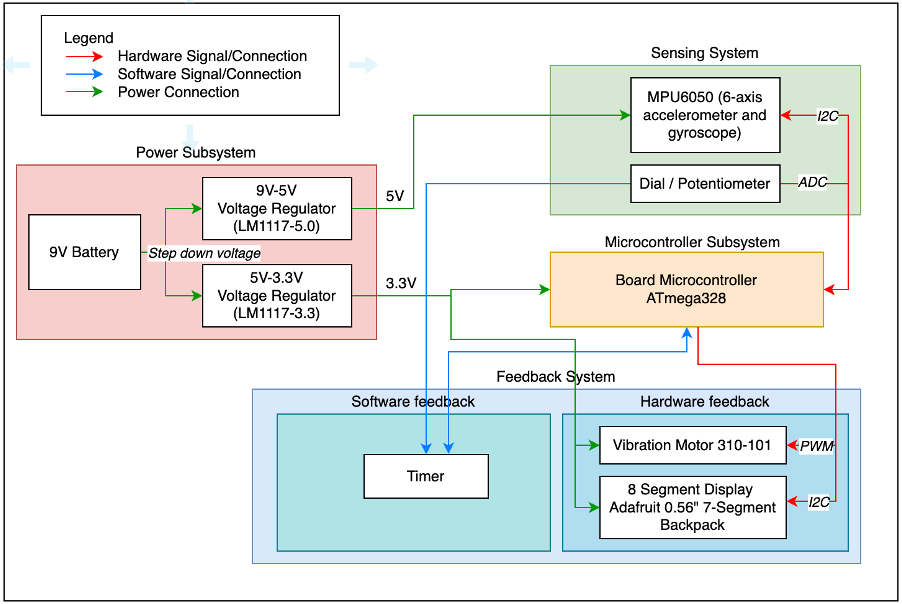 Legend
Hardware Signal/Connection
Software Signal/Connection
Power Connection
Sensing System
MPU6050 (6-axis
accelerometer and
gyroscope)
I2C
Dial / Potentiometer
ADC
Power Subsystem
9V Battery
Step down voltage
9V-5V
Voltage Regulator
(LM1117-5.0)
5V
5V-3.3V
Voltage Regulator
(LM1117-3.3)
3.3V
Microcontroller Subsystem
Board Microcontroller
ATmega328
Feedback System
Software feedback
Timer
Hardware feedback
Vibration Motor 310-101
PWM
8 Segment Display
Adafruit 0.56" 7-Segment
Backpack
I2C